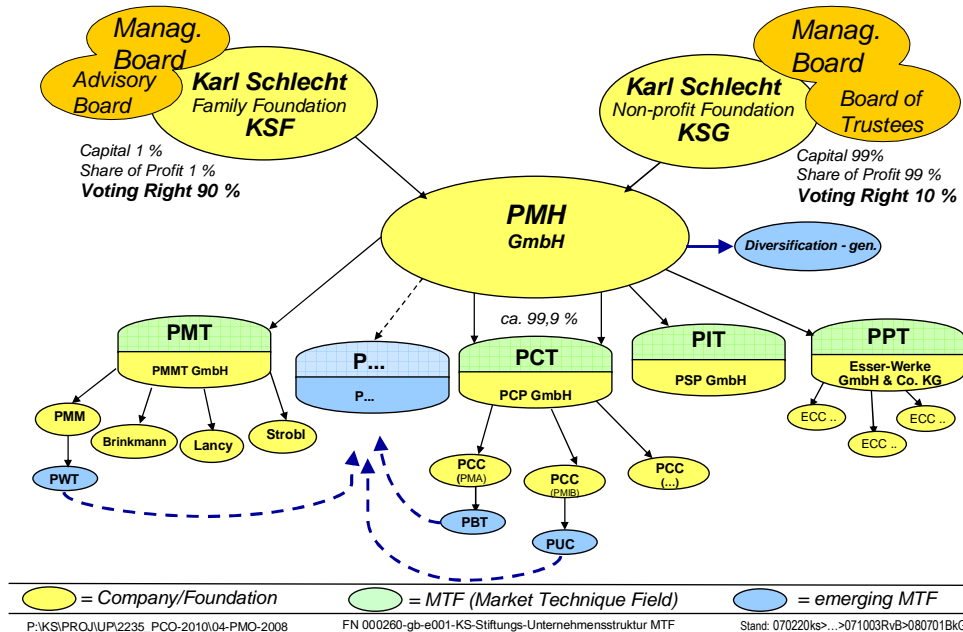 Manag.
Board
Advisory
Board
Karl Schlecht
Family Foundation
KSF
Capital 1 %
Share of Profit 1 %
Voting Right 90 %
Karl Schlecht
Non-profit Foundation
KSG
Manag.
Board
Board of
Trustees
Capital 99%
Share of Profit 99 %
Voting Right 10 %
PMH
GmbH
Diversification - gen.
ca. 99,9 %
PMT
PMMT GmbH
P...
P...
PCT
PCP GmbH
PIT
PSP GmbH
PPT
Esser-Werke
GmbH & Co. KG
PMM
Brinkmann
Lancy
Strobl
PWT
PCC
(PMA)
PCC
(PMIB)
PCC
(...)
PBT
PUC
ECC ..
ECC ..
ECC ..
= Company/Foundation
= MTF (Market Technique Field)
= emerging MTF
P:\KS\PROJ\UP\2235_PCO-2010\04-PMO-2008
FN 000260-gb-e001-KS-Stiftungs-Unternehmensstruktur MTF
Stand: 070220ks>...>071003RvB>080701BkG